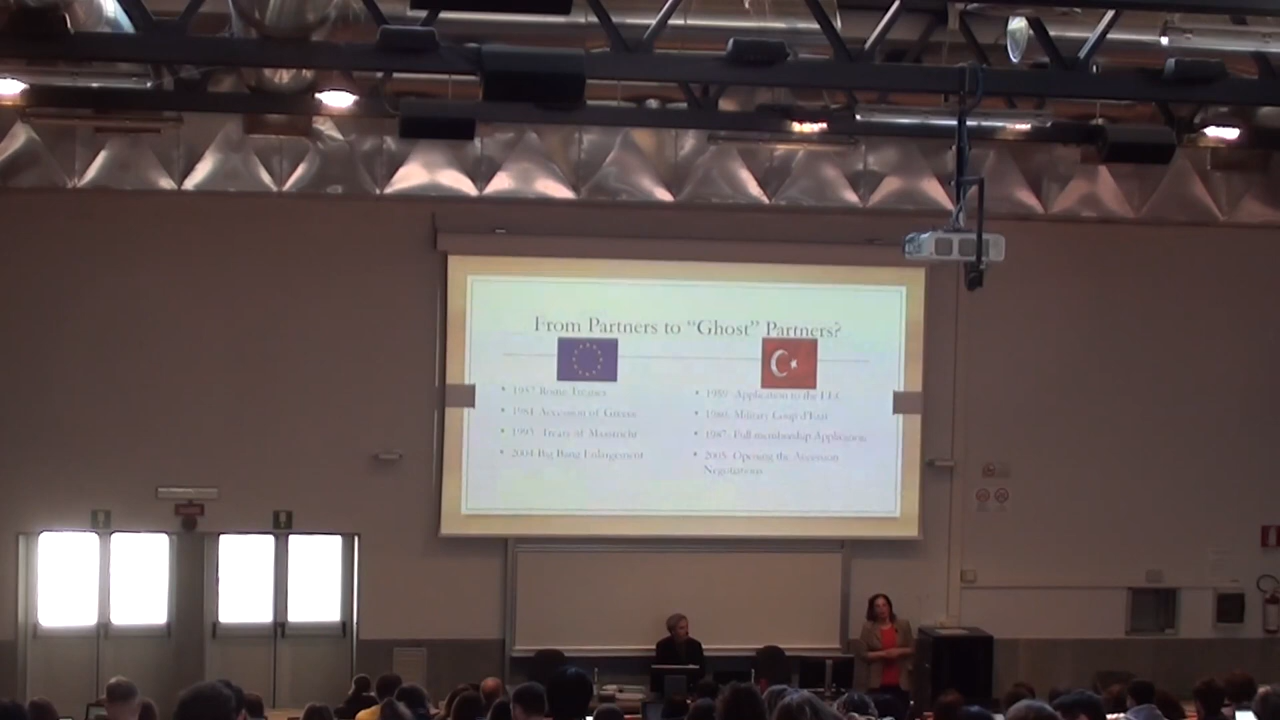 From Partners to “Ghost” Partners?
• 1957 Rome Treaties
• 1981 Accession of Greece
• 1993 Treaty of Maastricht
• 2004 Big Bang Enlargement
• 1959 Application to the EEC
• 1980 Military Coup d'Etat
• 1987 Full membership Application
• 2005 Opening the Accession
Negotiations